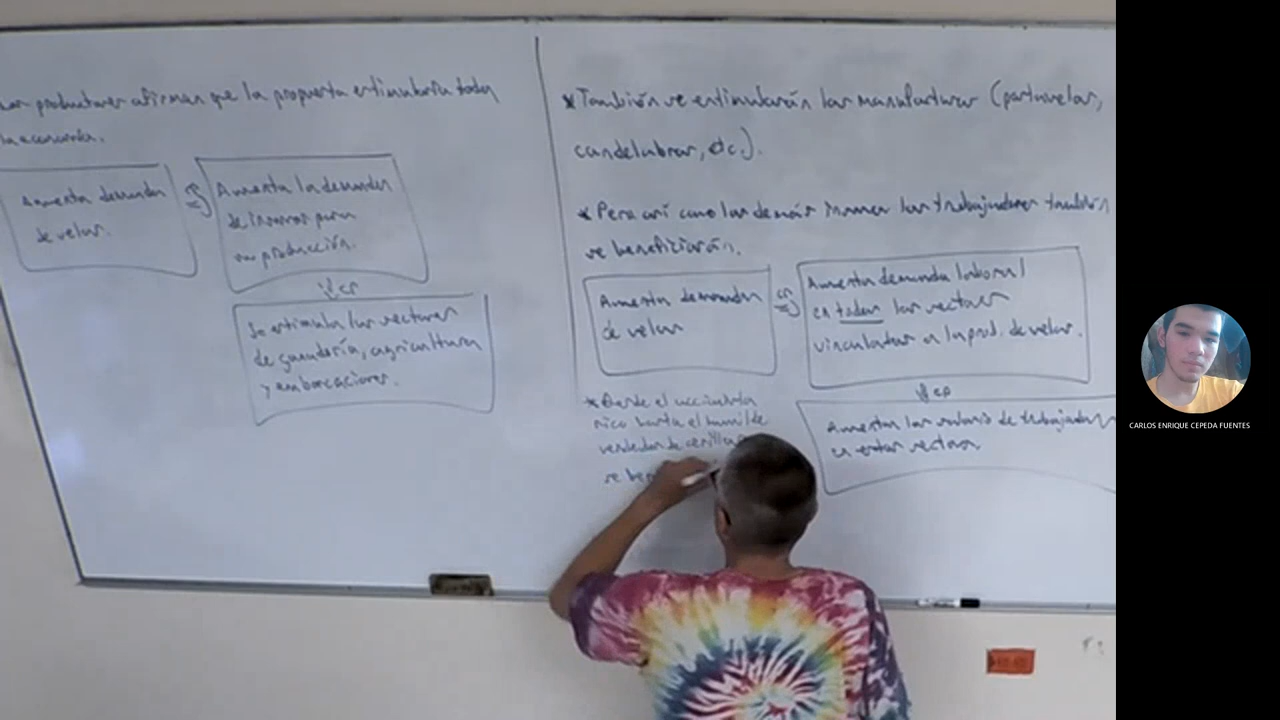 productores afirman que la propuesta estimularía toda
la economía.
Aumenta demanda
de velas.
⇒
Aumenta la demanda
de insumos para
su producción.
Se estimula los sectores
de ganadería, agricultura
y embarcaciones.
* También se estimularán las manufacturas (portavelas,
candelabros, etc.).
* Pero así como los demás los trabajadores también
se beneficiarán.
Aumenta demanda
de velas
⇒
Aumenta demanda laboral
en todos los sectores
vinculados a la prod. de velas.
Aumentan los salarios de trabajadores
en estos sectores
* Desde el accionista
rico hasta el humilde
vendedor de cerillas
se ben
CARLOS ENRIQUE CEPEDA FUENTES